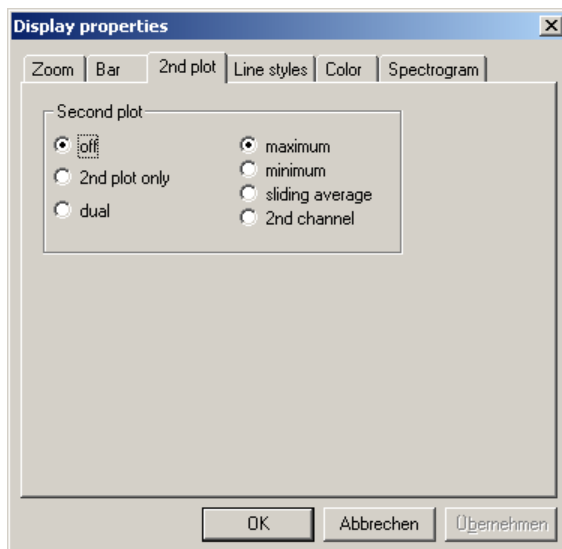 Display properties
Zoom Bar 2nd plot Line styles Color Spectrogram
Second plot
off maximum
2nd plot only minimum
dual sliding average
2nd channel
OK Abbrechen Übernehmen